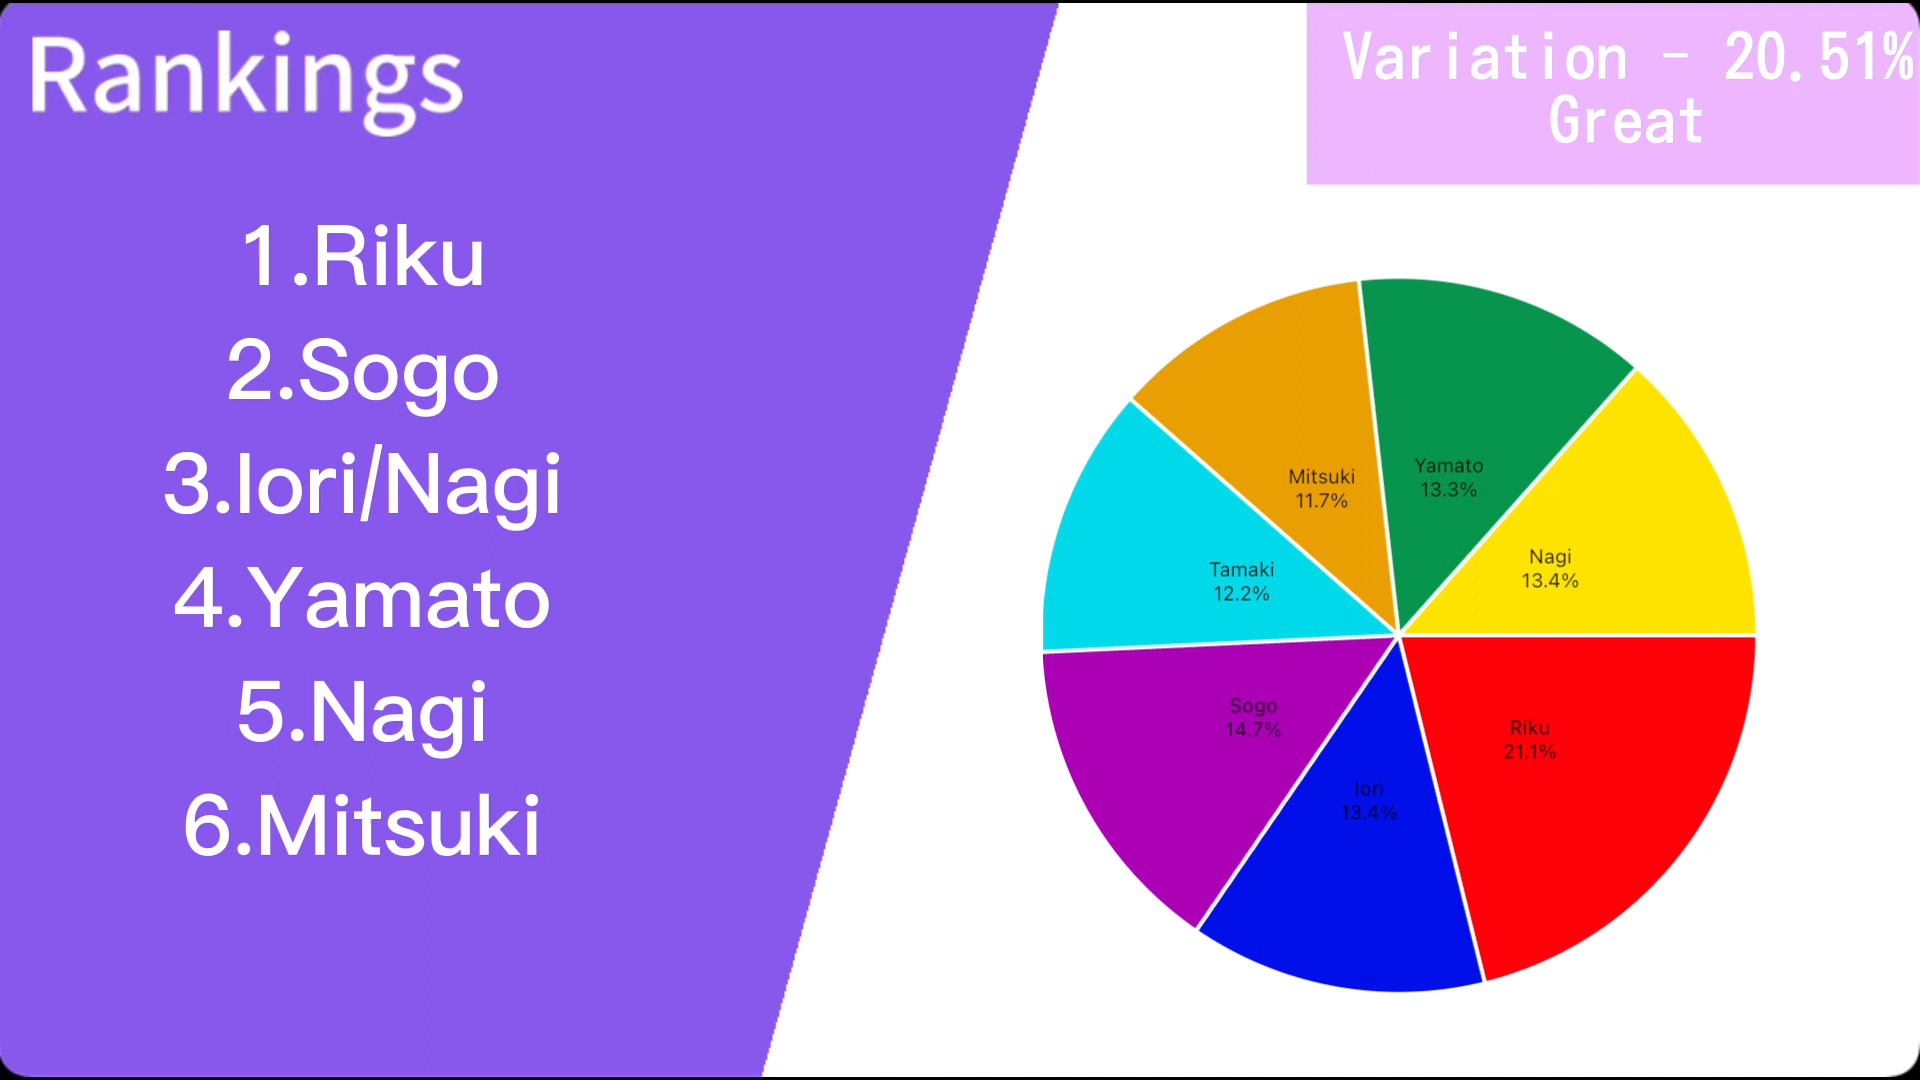 Rankings
1.Riku
2.Sogo
3.Iori/Nagi
4.Yamato
5.Nagi
6.Mitsuki
Variation - 20.51%
Great
Mitsuki
11.7%
Yamato
13.3%
Nagi
13.4%
Tamaki
12.2%
Sogo
14.7%
Riku
21.1%
Iori
13.4%